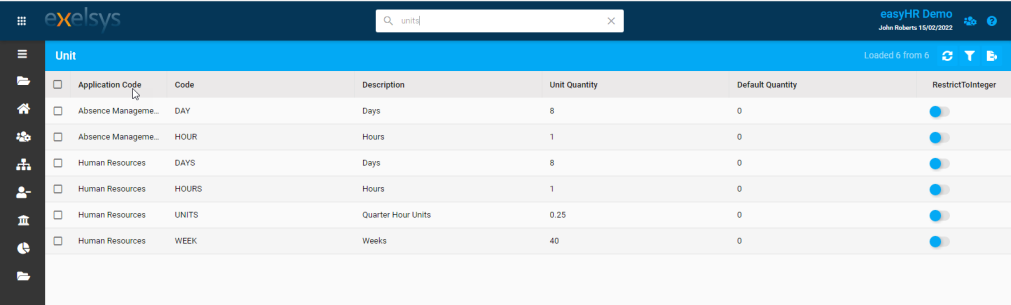 exelsys
units
easyHR Demo
John Roberts 15/02/2022
Unit
Loaded 6 from 6
Application Code Code Description Unit Quantity Default Quantity RestrictToInteger
Absence Manageme... DAY Days 8 0
Absence Manageme... HOUR Hours 1 0
Human Resources DAYS Days 8 0
Human Resources HOURS Hours 1 0
Human Resources UNITS Quarter Hour Units 0.25 0
Human Resources WEEK Weeks 40 0